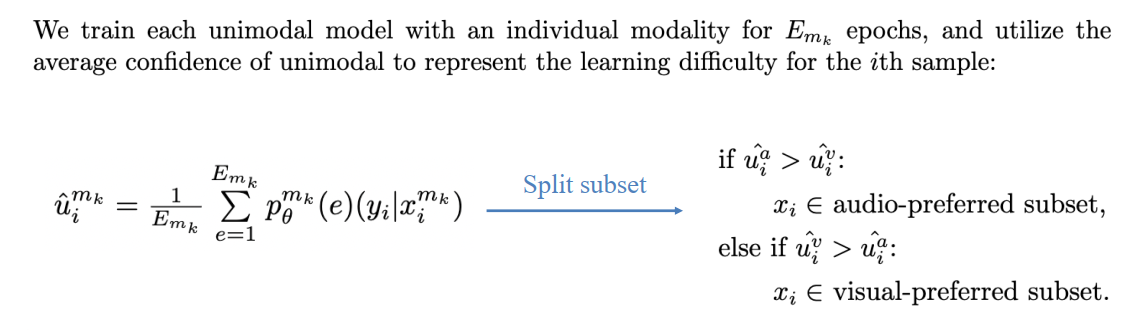 We train each unimodal model with an individual modality for $E_{m_k}$ epochs, and utilize the
average confidence of unimodal to represent the learning difficulty for the $i$th sample:
$\hat{u}_i^{m_k} = \frac{1}{E_{m_k}} \sum_{e=1}^{E_{m_k}} p_\theta^{m_k}(e)(y_i|x_i^{m_k})$
Split subset
if $\hat{u_i^a} > \hat{u_i^v}$:
$x_i \in$ audio-preferred subset,
else if $\hat{u_i^v} > \hat{u_i^a}$:
$x_i \in$ visual-preferred subset.